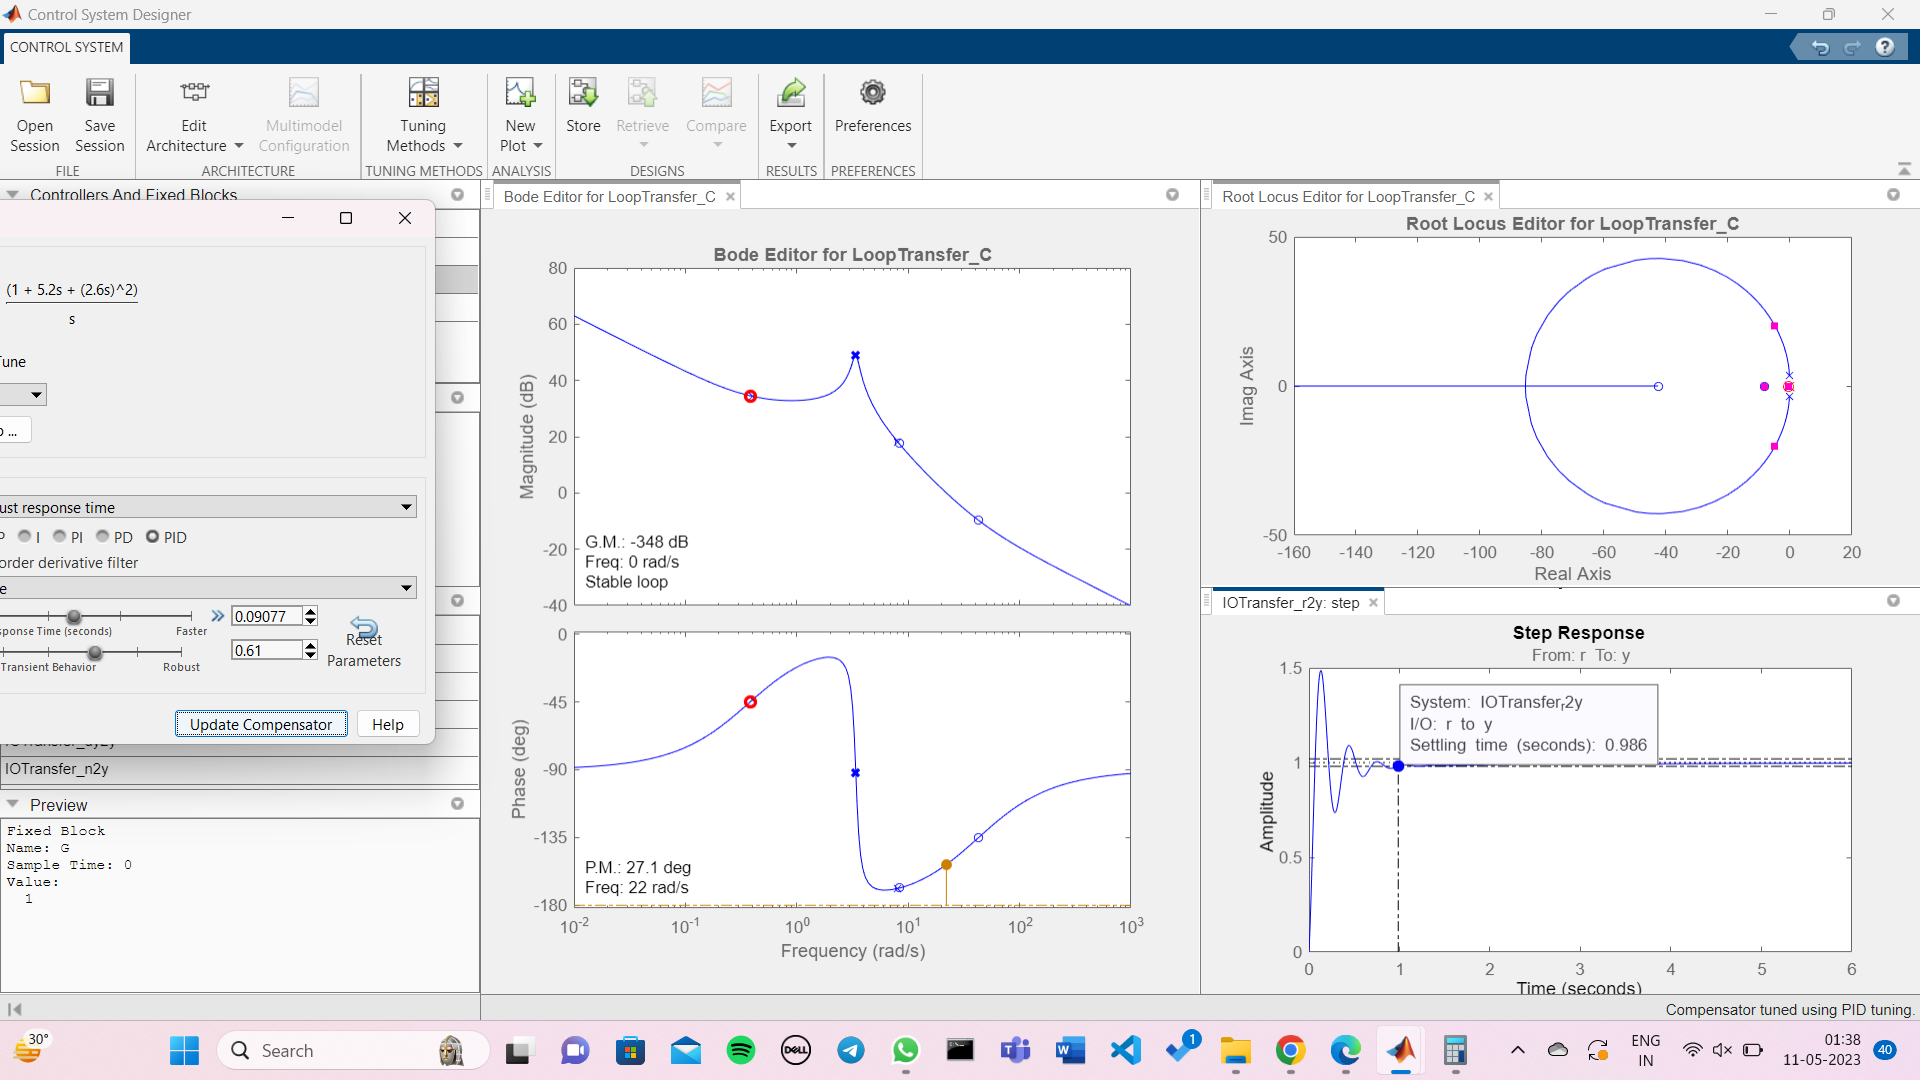 Control System Designer
CONTROL SYSTEM
Open Session
Save Session
Edit Architecture
Multimodel Configuration
Tuning Methods
New Plot
Store
Retrieve
Compare
Export
Preferences
FILE
ARCHITECTURE
TUNING METHODS
ANALYSIS
DESIGNS
RESULTS
PREFERENCES
Controllers And Fixed Blocks
(1 + 5.2s + (2.6s)^2)
s
une
o ...
ust response time
P I PI PD PID
order derivative filter
e
0.09077
sponse Time (seconds) Faster
0.61
Transient Behavior Robust
Reset Parameters
Update Compensator
Help
IOTransfer_n2y
Preview
Fixed Block
Name: G
Sample Time: 0
Value:
1
Bode Editor for LoopTransfer_C
Bode Editor for LoopTransfer_C
Magnitude (dB)
80
60
40
20
0
-20
-40
G.M.: -348 dB
Freq: 0 rad/s
Stable loop
Phase (deg)
0
-45
-90
-135
-180
P.M.: 27.1 deg
Freq: 22 rad/s
10-2 10-1 100 101 102 103
Frequency (rad/s)
Root Locus Editor for LoopTransfer_C
Root Locus Editor for LoopTransfer_C
Imag Axis
50
0
-50
-160 -140 -120 -100 -80 -60 -40 -20 0 20
Real Axis
IOTransfer_r2y: step
Step Response
From: r To: y
Amplitude
1.5
1
0.5
0
System: IOTransferr2y
I/O: r to y
Settling time (seconds): 0.986
0 1 2 3 4 5 6
Time (seconds)
Compensator tuned using PID tuning.
30°
Search
DELL
1
ENG
IN
01:38
11-05-2023
40